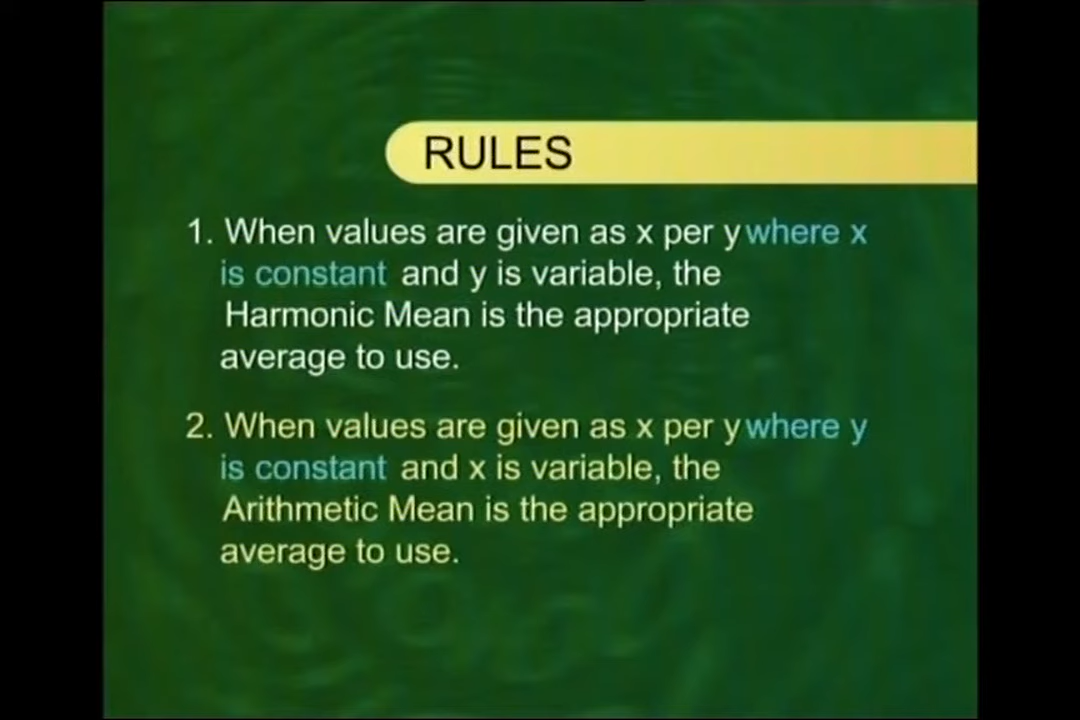 RULES
1. When values are given as x per y where x
is constant and y is variable, the
Harmonic Mean is the appropriate
average to use.
2. When values are given as x per y where y
is constant and x is variable, the
Arithmetic Mean is the appropriate
average to use.